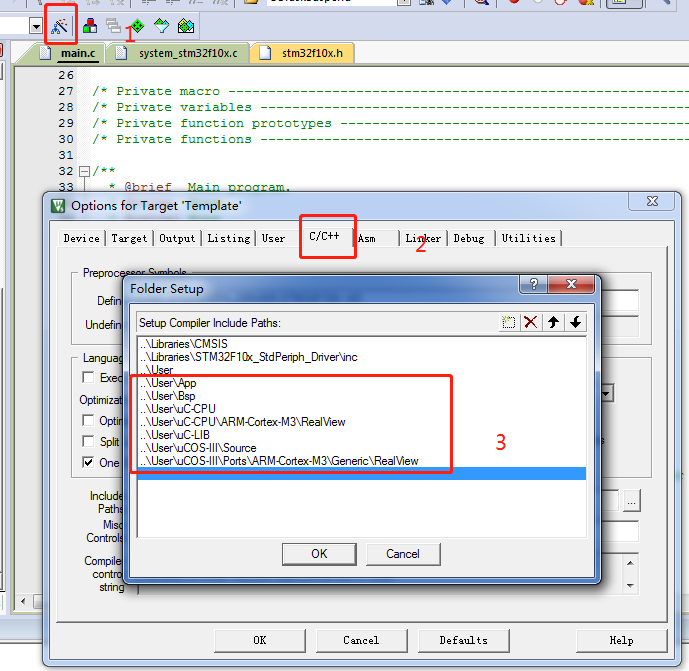 1
main.c
system_stm32f10x.c
stm32f10x.h
26
27 /* Private macro ------------------------------------------------------------
28 /* Private variables --------------------------------------------------------
29 /* Private function prototypes ----------------------------------------------
30 /* Private functions --------------------------------------------------------
31
32 /**
33 * @brief Main program.
Options for Target 'Template'
Device Target Output Listing User C/C++ Asm Linker Debug Utilities
2
Preprocessor Symbols
Folder Setup
Setup Compiler Include Paths:
..\Libraries\CMSIS
..\Libraries\STM32F10x_StdPeriph_Driver\inc
..\User
..\User\App
..\User\Bsp
..\User\uC-CPU
..\User\uC-CPU\ARM-Cortex-M3\RealView
..\User\uC-LIB
..\User\uCOS-III\Source
..\User\uCOS-III\Ports\ARM-Cortex-M3\Generic\RealView
3
OK
Cancel
Defin
Undefin
Languag
Exec
Optimizat
Optin
Split
One
Include
Paths
...
Misc
Controls
Compile
contro
string
OK
Cancel
Defaults
Help